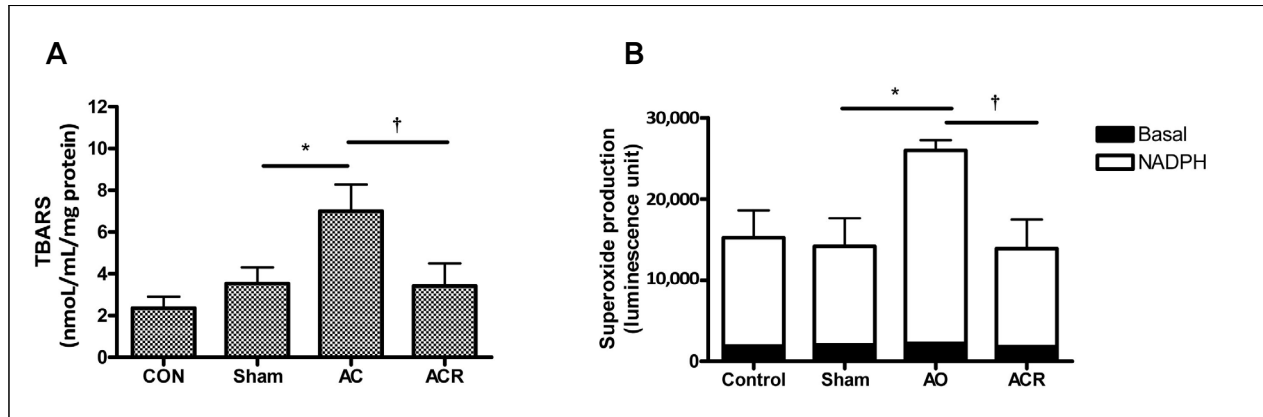 A
TBARS
(nmoL/mL/mg protein)
12
10
8
6
4
2
0
*
†
CON Sham AC ACR
B
Superoxide production
(luminescence unit)
30,000
20,000
10,000
0
*
†
Control Sham AO ACR
Basal
NADPH